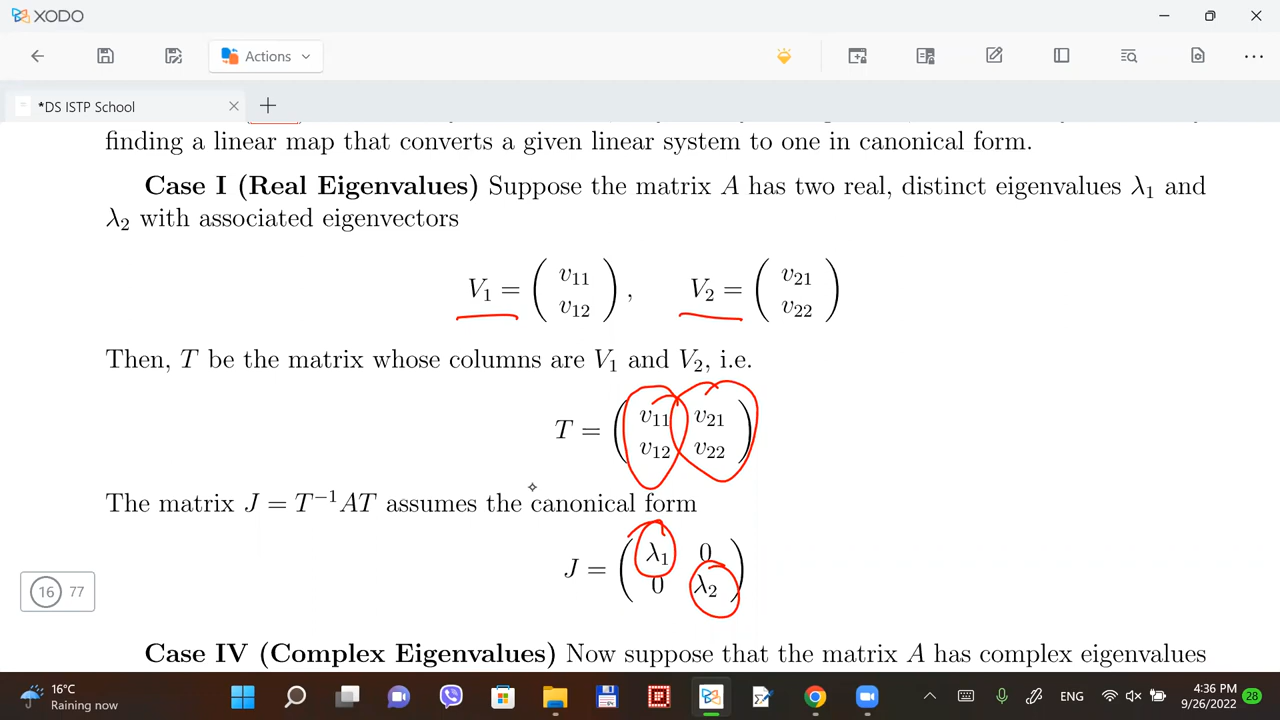 XODO
Actions
*DS ISTP School
finding a linear map that converts a given linear system to one in canonical form.
Case I (Real Eigenvalues) Suppose the matrix A has two real, distinct eigenvalues λ₁ and
λ₂ with associated eigenvectors
V₁ = ( v₁₁ v₁₂ ) , V₂ = ( v₂₁ v₂₂ )
Then, T be the matrix whose columns are V₁ and V₂, i.e.
T = ( v₁₁ v₂₁
v₁₂ v₂₂ )
The matrix J = T⁻¹AT assumes the canonical form
J = ( λ₁ 0
0 λ₂ )
16 77
Case IV (Complex Eigenvalues) Now suppose that the matrix A has complex eigenvalues
16°C
Raining now
ENG
4:36 PM
9/26/2022
28